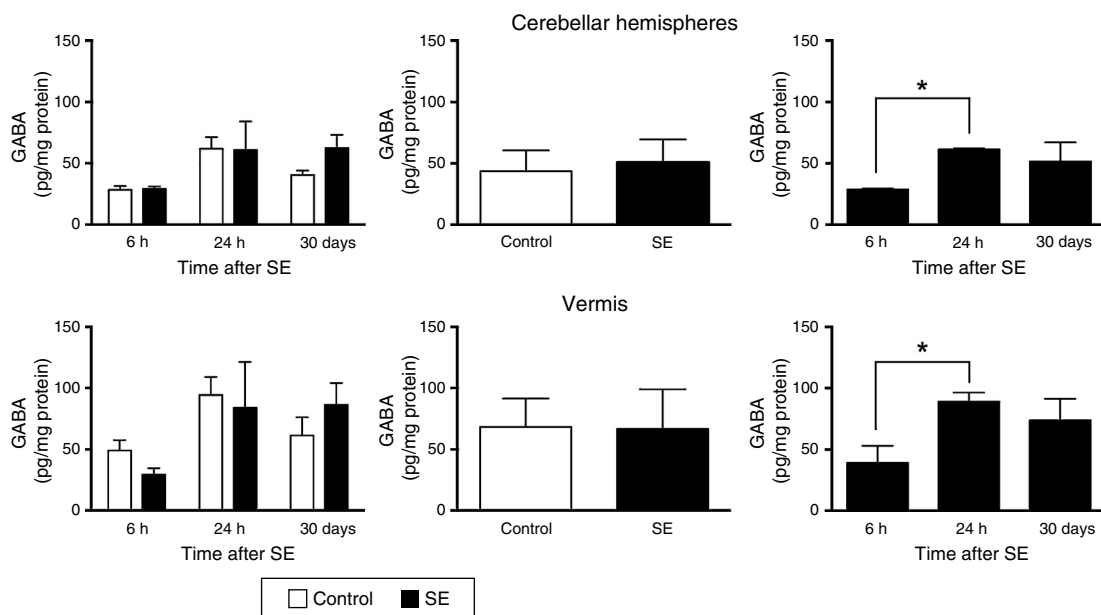 Cerebellar hemispheres
150
100
50
0
GABA
(pg/mg protein)
6 h 24 h 30 days
Time after SE
150
100
50
0
GABA
(pg/mg protein)
Control SE
150
100
50
0
GABA
(pg/mg protein)
*
6 h 24 h 30 days
Time after SE
Vermis
150
100
50
0
GABA
(pg/mg protein)
6 h 24 h 30 days
Time after SE
150
100
50
0
GABA
(pg/mg protein)
Control SE
150
100
50
0
GABA
(pg/mg protein)
*
6 h 24 h 30 days
Time after SE
Control SE